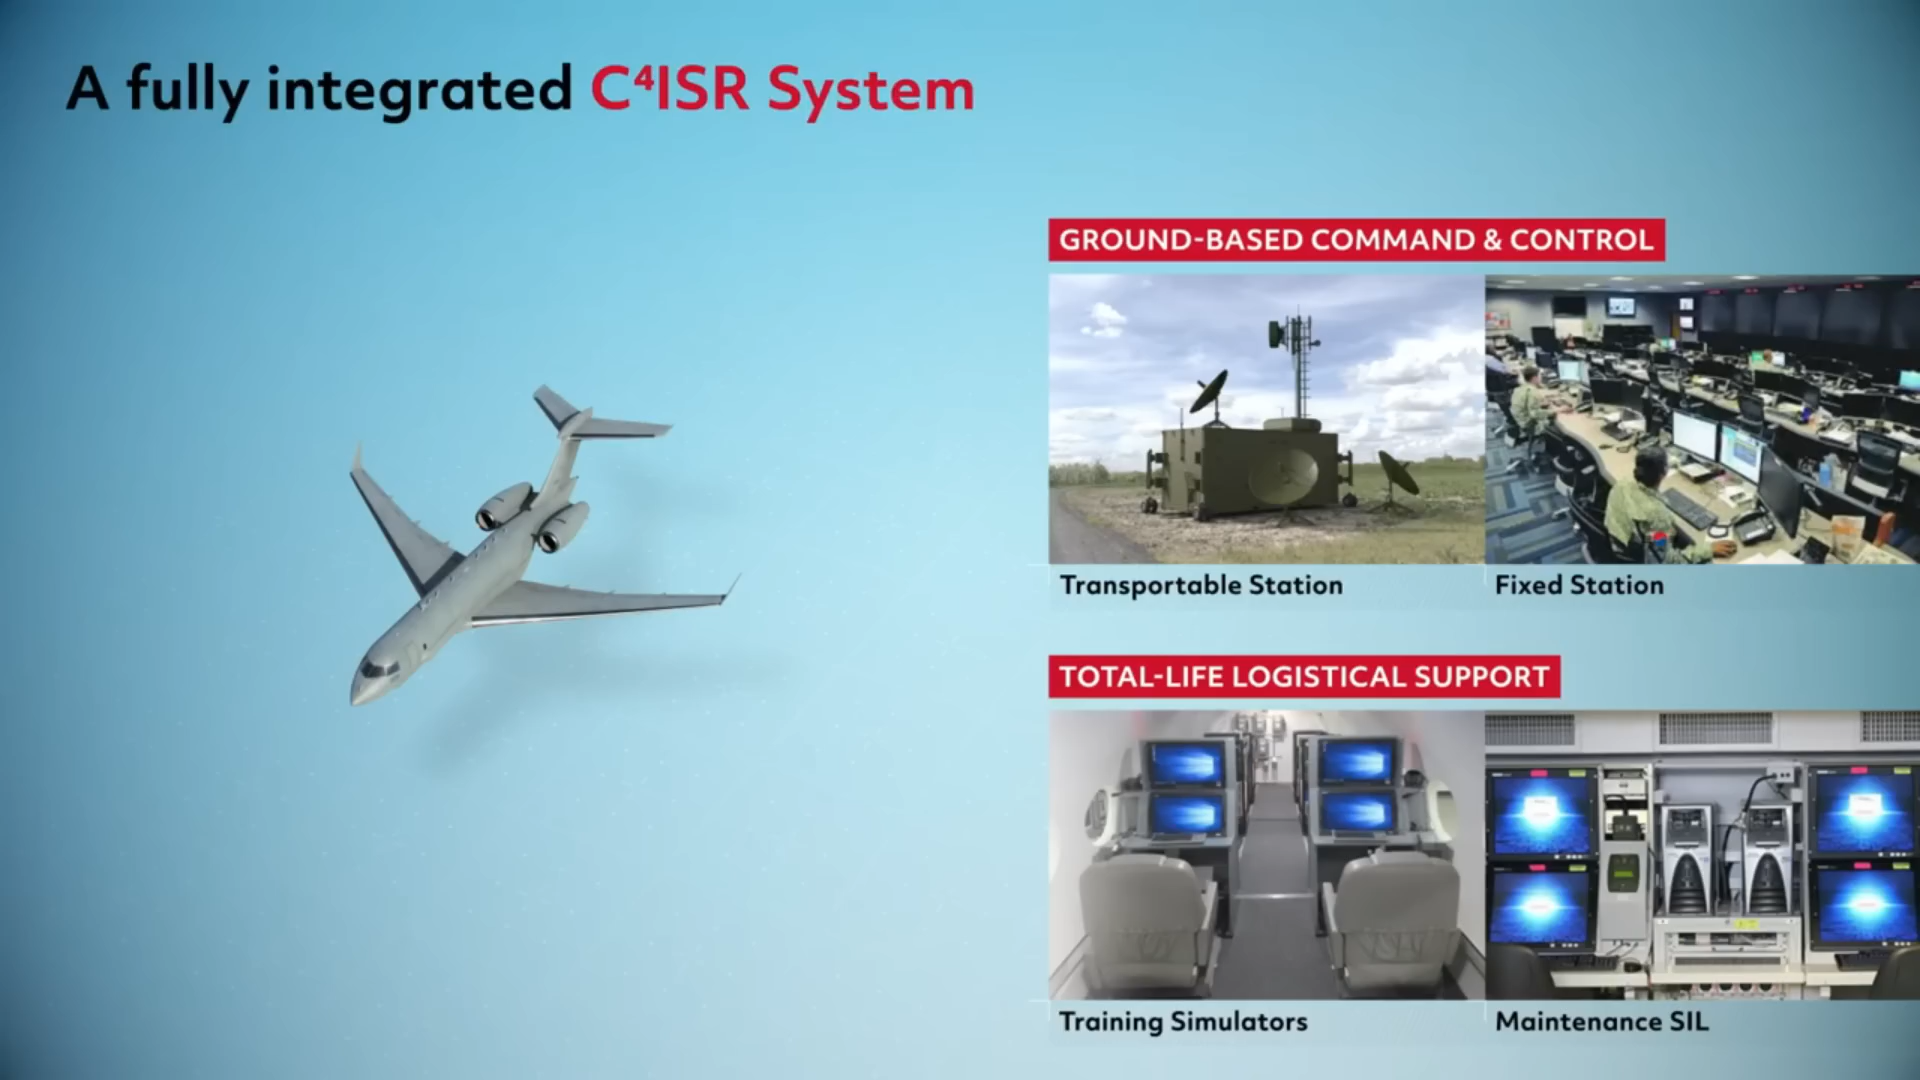 A fully integrated C⁴ISR System
GROUND-BASED COMMAND & CONTROL
Transportable Station
Fixed Station
TOTAL-LIFE LOGISTICAL SUPPORT
Training Simulators
Maintenance SIL